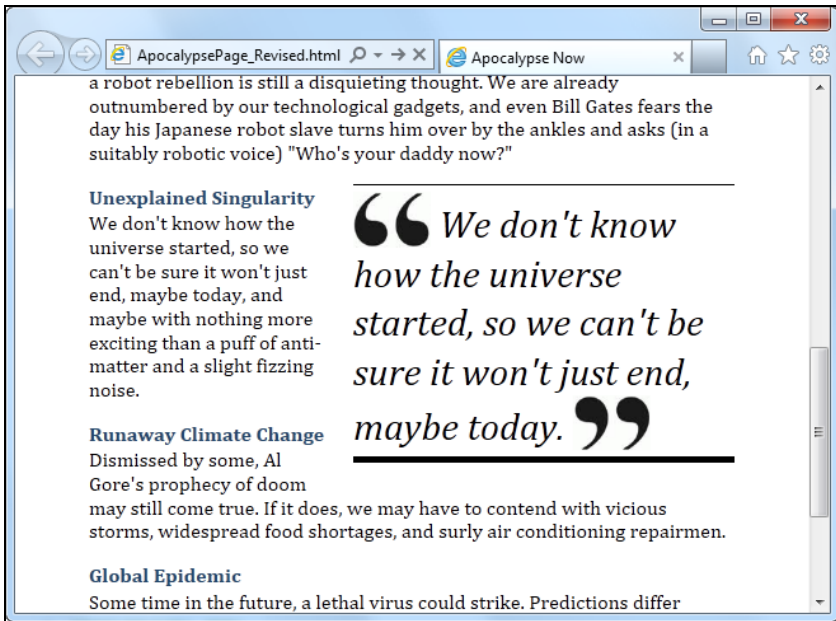 ApocalypsePage_Revised.html
Apocalypse Now
a robot rebellion is still a disquieting thought. We are already
outnumbered by our technological gadgets, and even Bill Gates fears the
day his Japanese robot slave turns him over by the ankles and asks (in a
suitably robotic voice) "Who's your daddy now?"
Unexplained Singularity
We don't know how the
universe started, so we
can't be sure it won't just
end, maybe today, and
maybe with nothing more
exciting than a puff of anti-
matter and a slight fizzing
noise.
“ We don't know
how the universe
started, so we can't be
sure it won't just end,
maybe today. ”
Runaway Climate Change
Dismissed by some, Al
Gore's prophecy of doom
may still come true. If it does, we may have to contend with vicious
storms, widespread food shortages, and surly air conditioning repairmen.
Global Epidemic
Some time in the future, a lethal virus could strike. Predictions differ